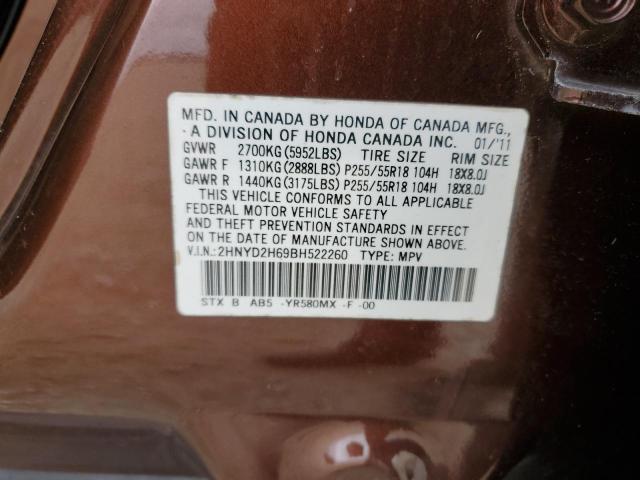 MFD. IN CANADA BY HONDA OF CANADA MFG.,
A DIVISION OF HONDA CANADA INC. 01/'11
GVWR 2700KG(5952LBS) TIRE SIZE RIM SIZE
GAWR F 1310KG(2888LBS) P255/55R18 104H 18X8.0J
GAWR R 1440KG(3175LBS) P255/55R18 104H 18X8.0J
THIS VEHICLE CONFORMS TO ALL APPLICABLE
FEDERAL MOTOR VEHICLE SAFETY
AND THEFT PREVENTION STANDARDS IN EFFECT
ON THE DATE OF MANUFACTURE SHOWN ABOVE.
V.I.N.:2HNYD2H69BH522260 TYPE: MPV
STX B AB5 -YR580MX -F -00